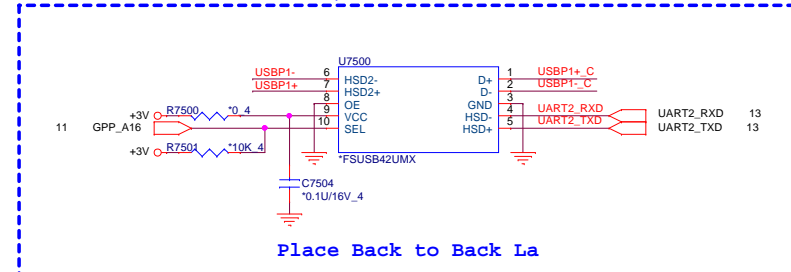 U7500
USBP1- 6 HSD2- D+ 1 USBP1+_C
USBP1+ 7 HSD2+ D- 2 USBP1-_C
8 OE GND 3
+3V R7500 *0_4 9 VCC HSD- 4 UART2_RXD UART2_RXD 13
11 GPP_A16 10 SEL HSD+ 5 UART2_TXD UART2_TXD 13
+3V R7501 *10K_4 *FSUSB42UMX
C7504
*0.1U/16V_4
Place Back to Back La